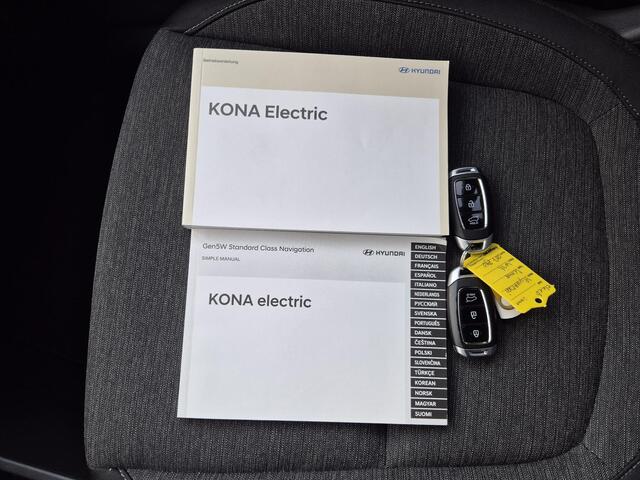 Betriebsanleitung
HYUNDAI
KONA Electric
Gen5W Standard Class Navigation
HYUNDAI
SIMPLE MANUAL
KONA electric
ENGLISH
DEUTSCH
FRANÇAIS
ESPAÑOL
ITALIANO
NEDERLANDS
РУССКИЙ
SVENSKA
PORTUGUÊS
DANSK
ČEŠTINA
POLSKI
SLOVENČINA
TÜRKÇE
KOREAN
NORSK
MAGYAR
SUOMI